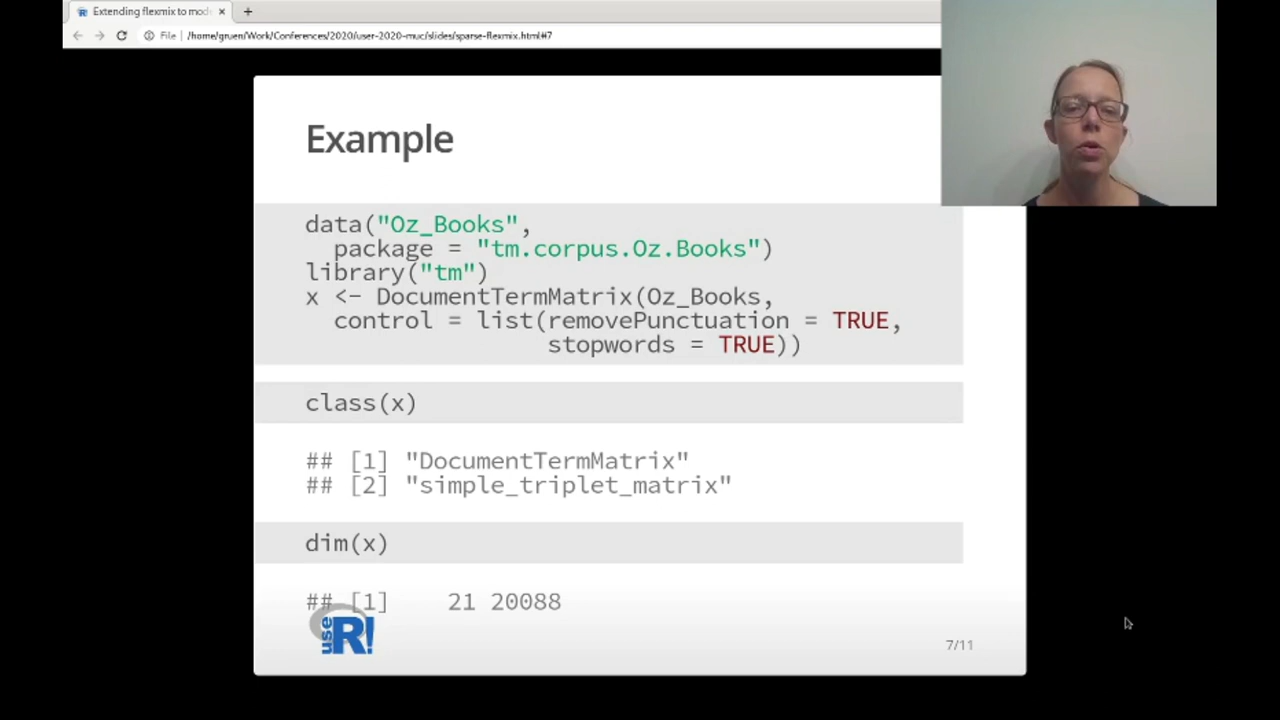 Extending flexmix to mode
/home/gruen/Work/Conferences/2020/user-2020-muc/slides/sparse-flexmix.html#7
File
Example
data("Oz_Books",
package = "tm.corpus.Oz.Books")
library("tm")
x <- DocumentTermMatrix(Oz_Books,
control = list(removePunctuation = TRUE,
stopwords = TRUE))
class(x)
## [1] "DocumentTermMatrix"
## [2] "simple_triplet_matrix"
dim(x)
## [1] 21 20088
use R!
7/11